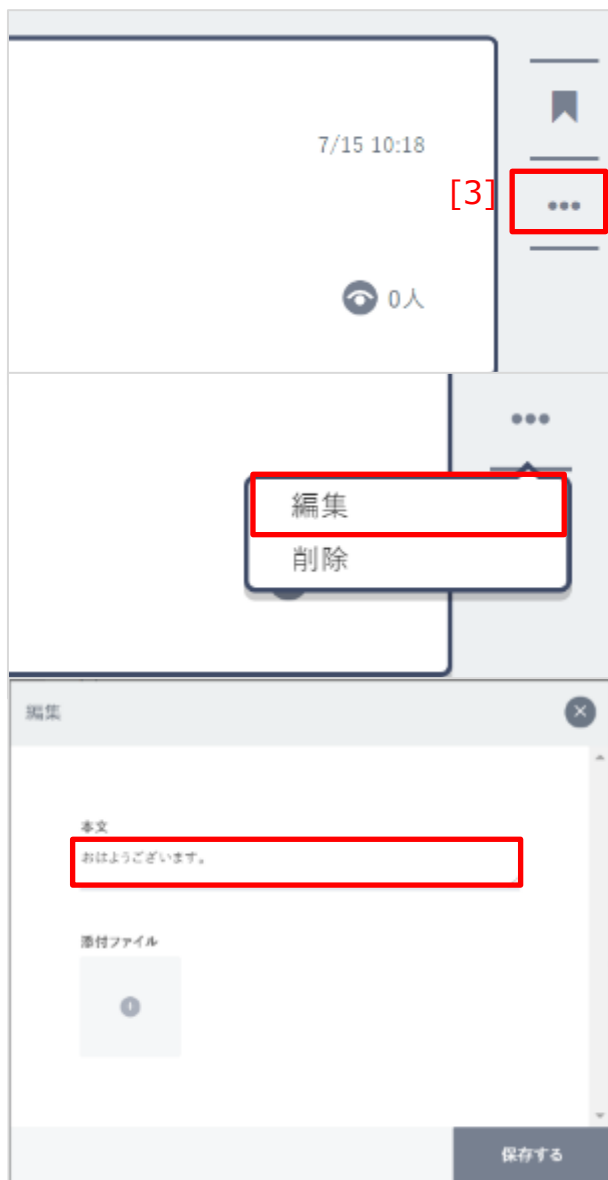 7/15 10:18
[3]
•••
0人
•••
編集
削除
編集
本文
おはようございます。
添付ファイル
保存する